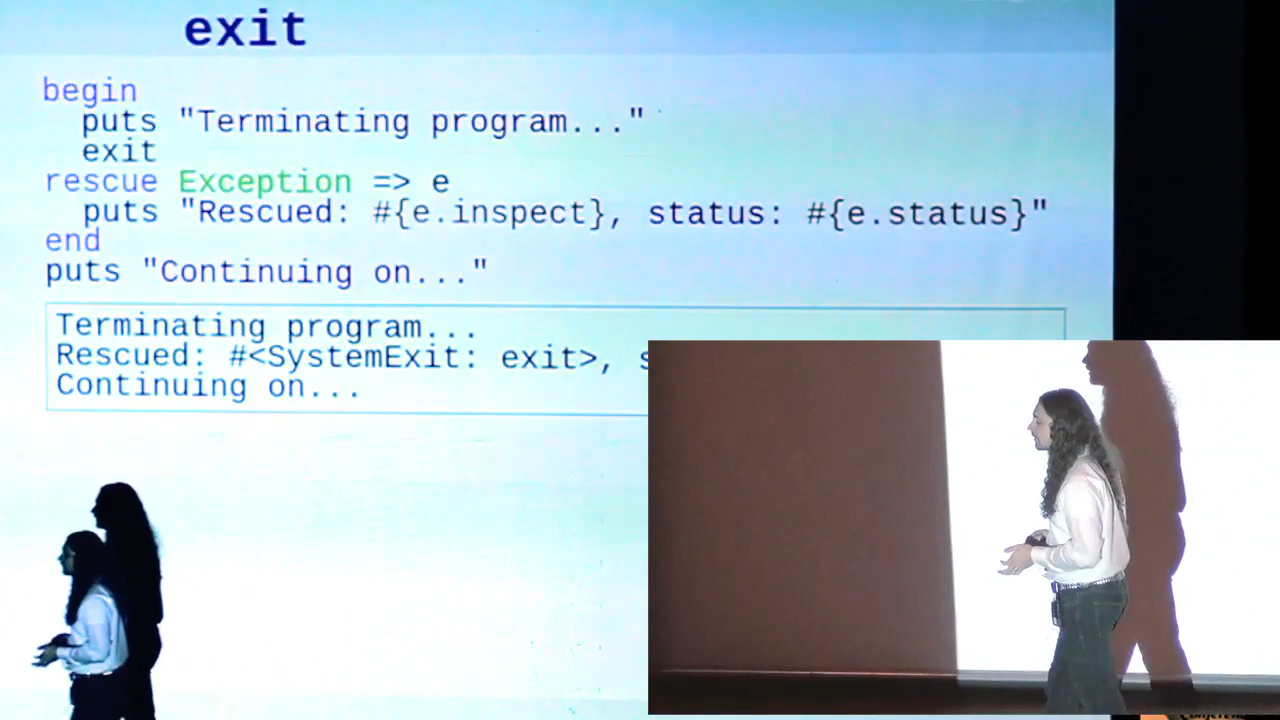 exit
begin
  puts "Terminating program..."
  exit
rescue Exception => e
  puts "Rescued: #{e.inspect}, status: #{e.status}"
end
puts "Continuing on..."
Terminating program...
Rescued: #<SystemExit: exit>,
Continuing on...